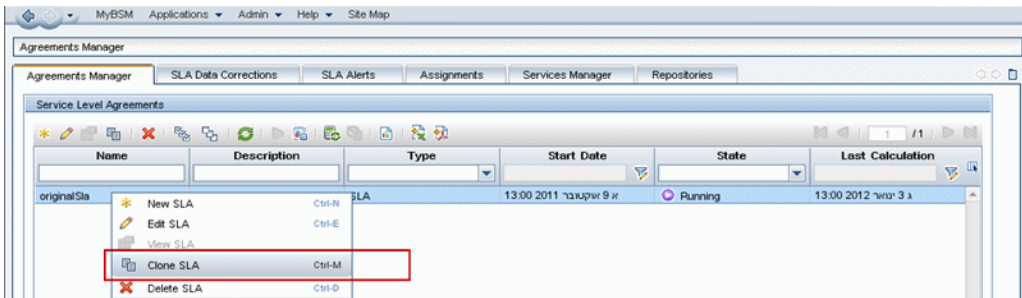 MyBSM Applications Admin Help Site Map
Agreements Manager
Agreements Manager SLA Data Corrections SLA Alerts Assignments Services Manager Repositories
Service Level Agreements
1 /1
Name Description Type Start Date State Last Calculation
originalSla SLA א 9 אוקטובר 2011 13:00 Running ג 3 ינואר 2012 13:00
New SLA Ctrl-N
Edit SLA Ctrl-E
View SLA
Clone SLA Ctrl-M
Delete SLA Ctrl-D